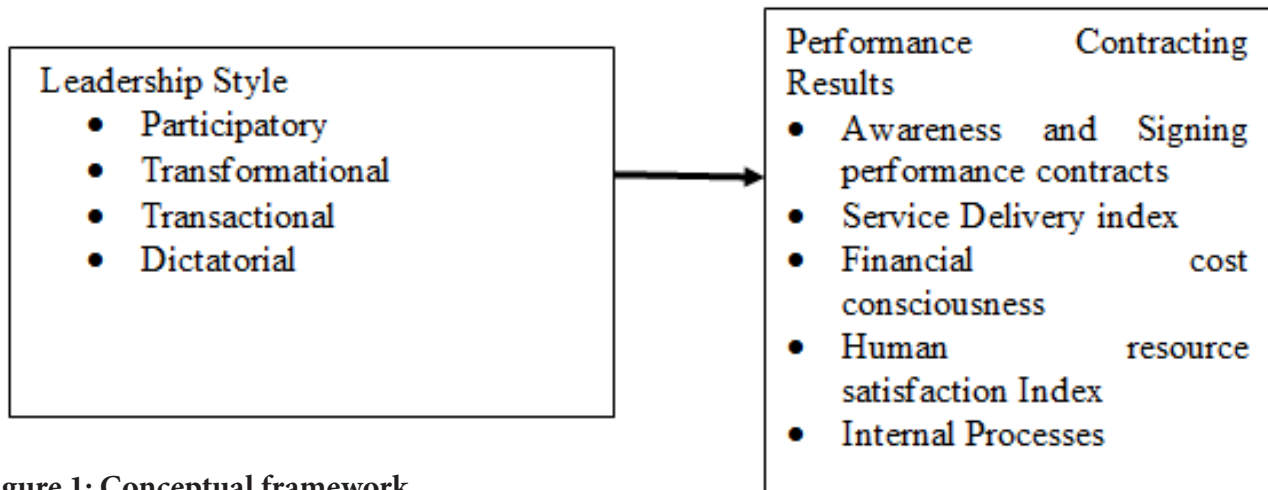 Leadership Style
• Participatory
• Transformational
• Transactional
• Dictatorial
Performance Contracting
Results
• Awareness and Signing
performance contracts
• Service Delivery index
• Financial cost
consciousness
• Human resource
satisfaction Index
• Internal Processes
gure 1: Conceptual framework